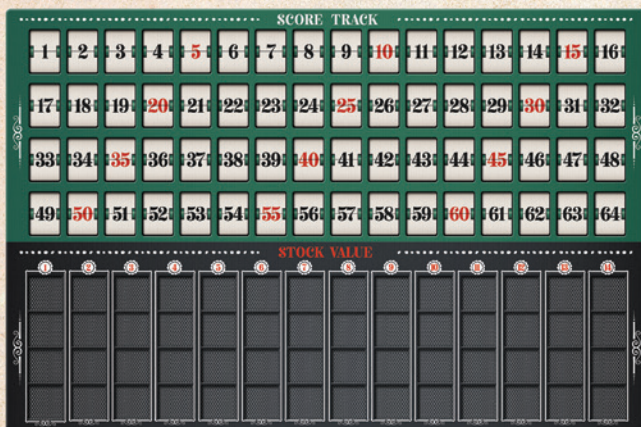 SCORE TRACK
1 2 3 4 5 6 7 8 9 10 11 12 13 14 15 16
17 18 19 20 21 22 23 24 25 26 27 28 29 30 31 32
33 34 35 36 37 38 39 40 41 42 43 44 45 46 47 48
49 50 51 52 53 54 55 56 57 58 59 60 61 62 63 64
STOCK VALUE
1 2 3 4 5 6 7 8 9 10 11 12 13 14